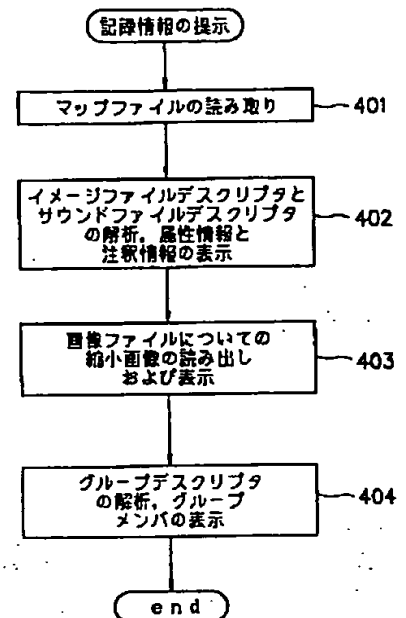 記録情報の提示
マップファイルの読み取り
401
イメージファイルデスクリプタと
サウンドファイルデスクリプタ
の解析，属性情報と
注釈情報の表示
402
画像ファイルについての
縮小画像の読み出し
および表示
403
グループデスクリプタ
の解析，グループ
メンバの表示
404
end